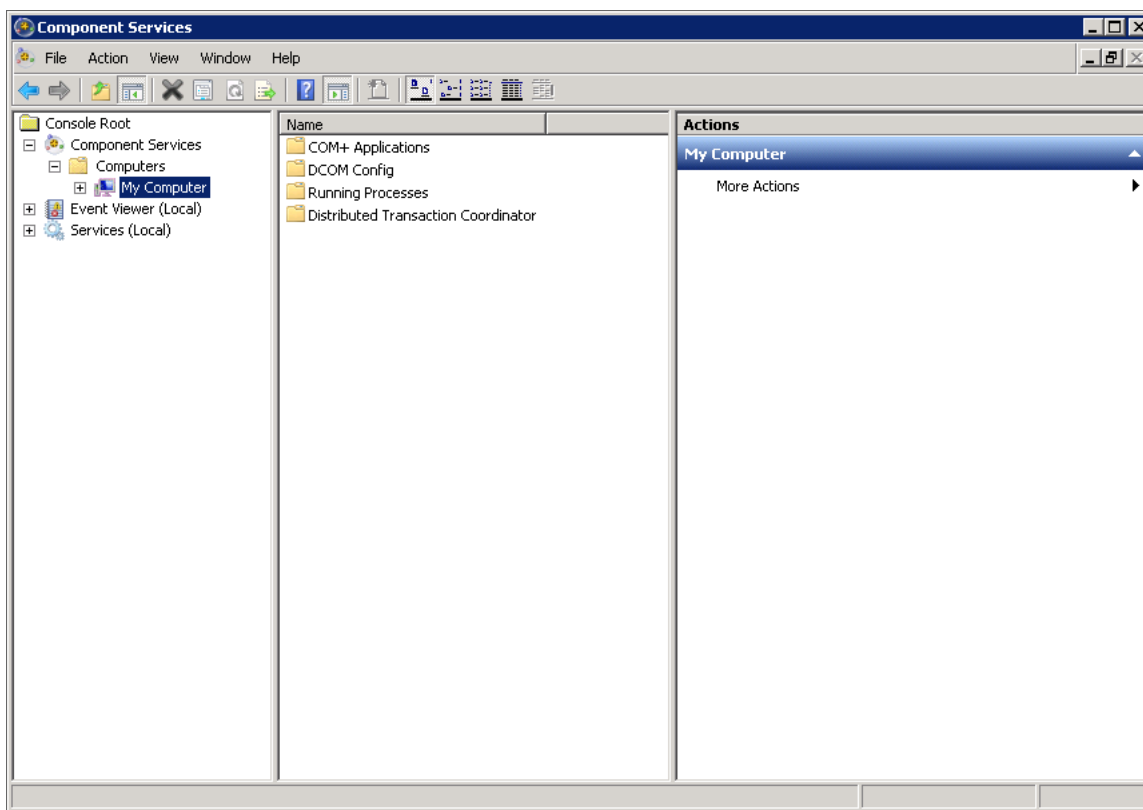 Component Services
File Action View Window Help
Console Root
Component Services
Computers
My Computer
Event Viewer (Local)
Services (Local)
Name
COM+ Applications
DCOM Config
Running Processes
Distributed Transaction Coordinator
Actions
My Computer
More Actions